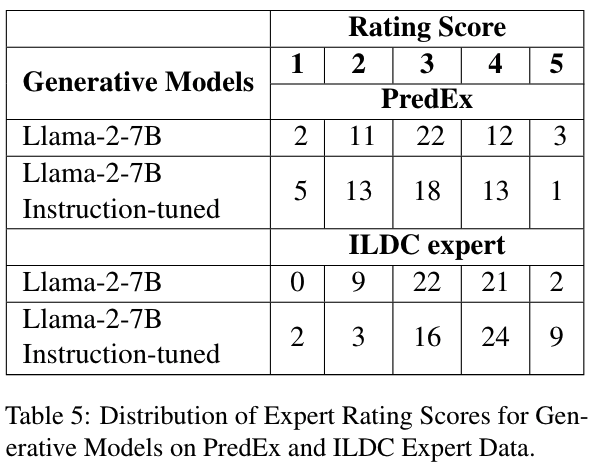 Rating Score
Generative Models 1 2 3 4 5
PredEx
Llama-2-7B 2 11 22 12 3
Llama-2-7B
Instruction-tuned 5 13 18 13 1
ILDC expert
Llama-2-7B 0 9 22 21 2
Llama-2-7B
Instruction-tuned 2 3 16 24 9
Table 5: Distribution of Expert Rating Scores for Gen-
erative Models on PredEx and ILDC Expert Data.